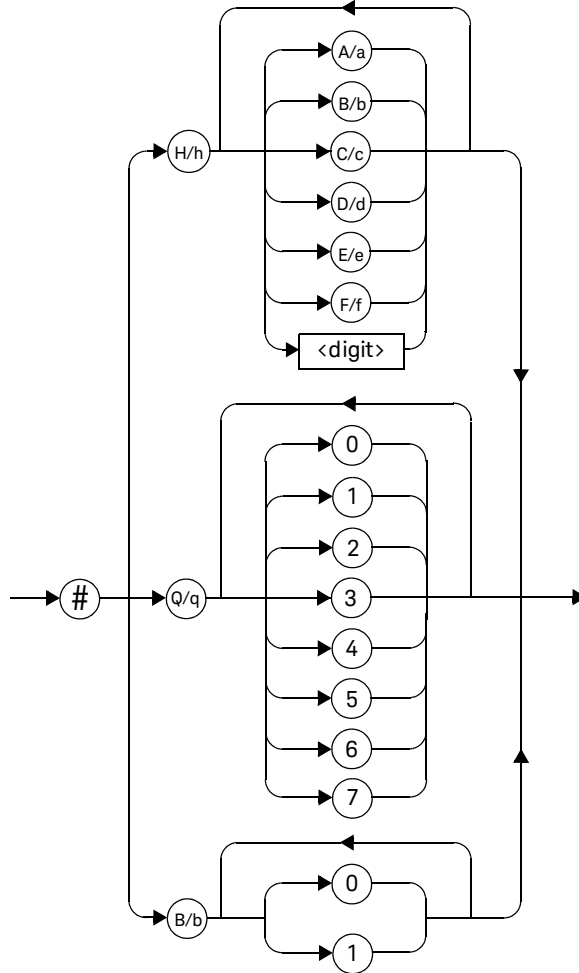 A/a
B/b
H/h
C/c
D/d
E/e
F/f
<digit>
0
1
2
# Q/q 3
4
5
6
7
0
B/b
1